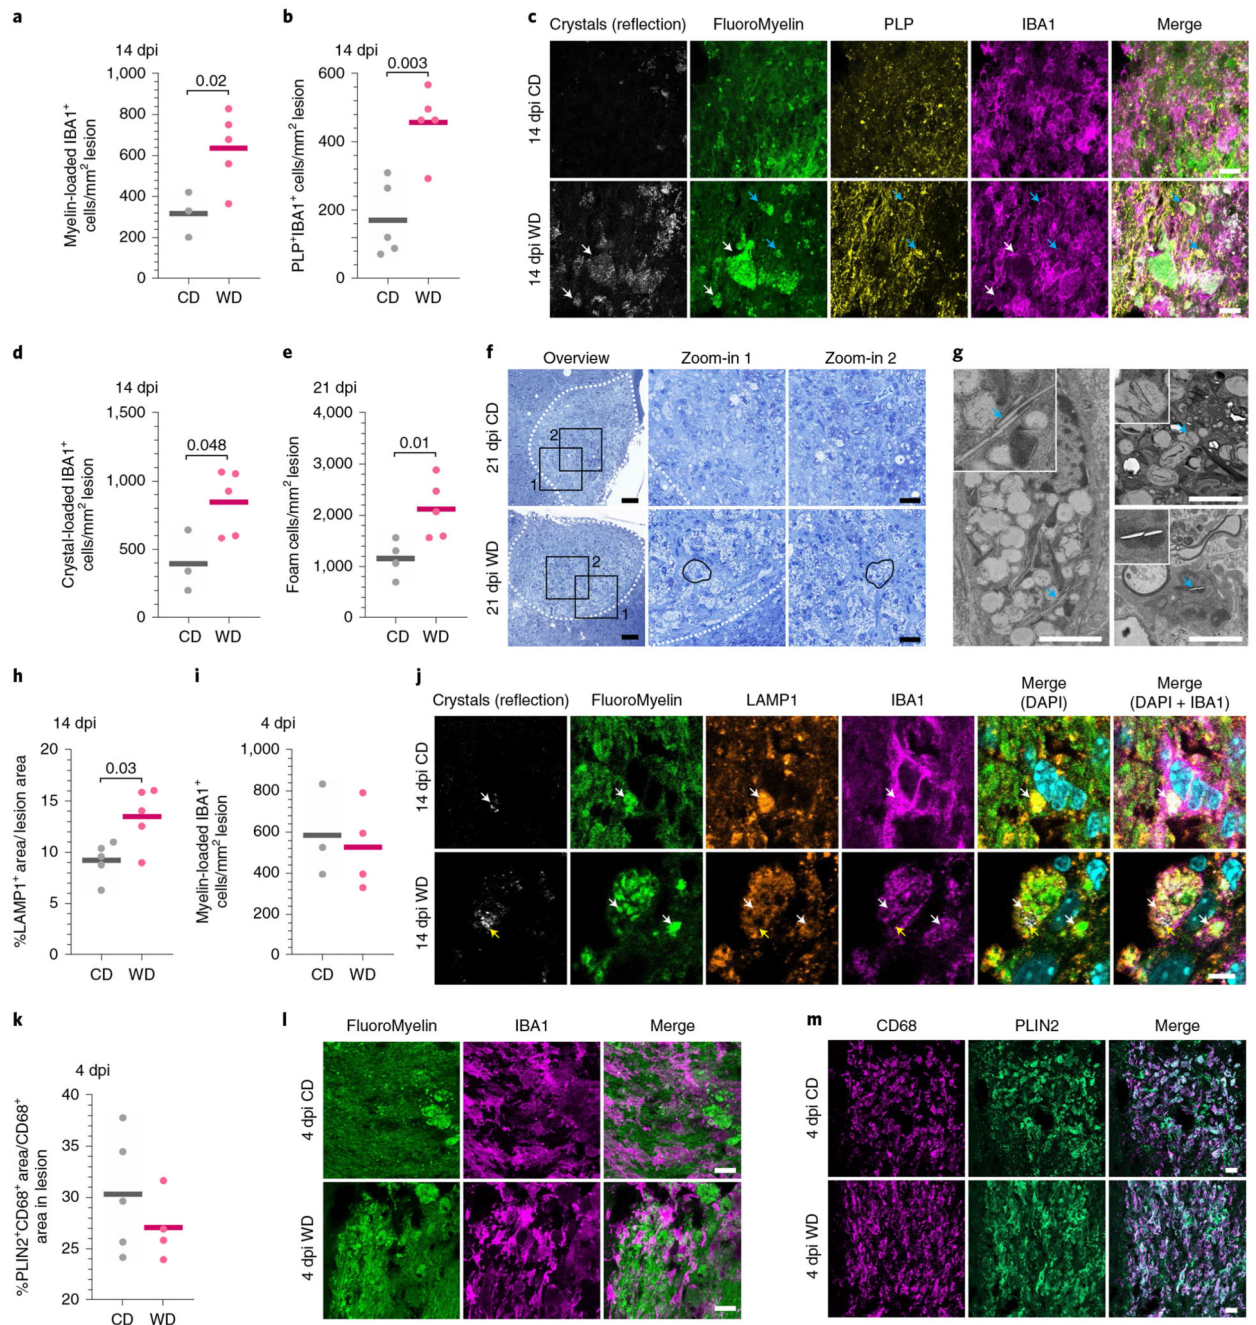 a
14 dpi
Myelin-loaded IBA1⁺
cells/mm² lesion
1,000
800
600
400
200
0
0.02
CD WD
b
14 dpi
PLP⁺IBA1⁺ cells/mm² lesion
600
400
200
0
0.003
CD WD
c
Crystals (reflection) FluoroMyelin PLP IBA1 Merge
14 dpi CD
14 dpi WD
d
14 dpi
Crystal-loaded IBA1⁺
cells/mm² lesion
1,500
1,000
500
0
0.048
CD WD
e
21 dpi
Foam cells/mm² lesion
4,000
3,000
2,000
1,000
0
0.01
CD WD
f
Overview Zoom-in 1 Zoom-in 2
21 dpi CD
2
1
21 dpi WD
2
1
g
h
14 dpi
%LAMP1⁺ area/ lesion area
20
15
10
5
0
0.03
CD WD
i
4 dpi
Myelin-loaded IBA1⁺
cells/mm² lesion
1,000
800
600
400
200
0
CD WD
j
Crystals (reflection) FluoroMyelin LAMP1 IBA1 Merge (DAPI) Merge (DAPI + IBA1)
14 dpi CD
14 dpi WD
k
4 dpi
%PLIN2⁺CD68⁺ area/CD68⁺
area in lesion
40
35
30
25
20
CD WD
l
FluoroMyelin IBA1 Merge
4 dpi CD
4 dpi WD
m
CD68 PLIN2 Merge
4 dpi CD
4 dpi WD